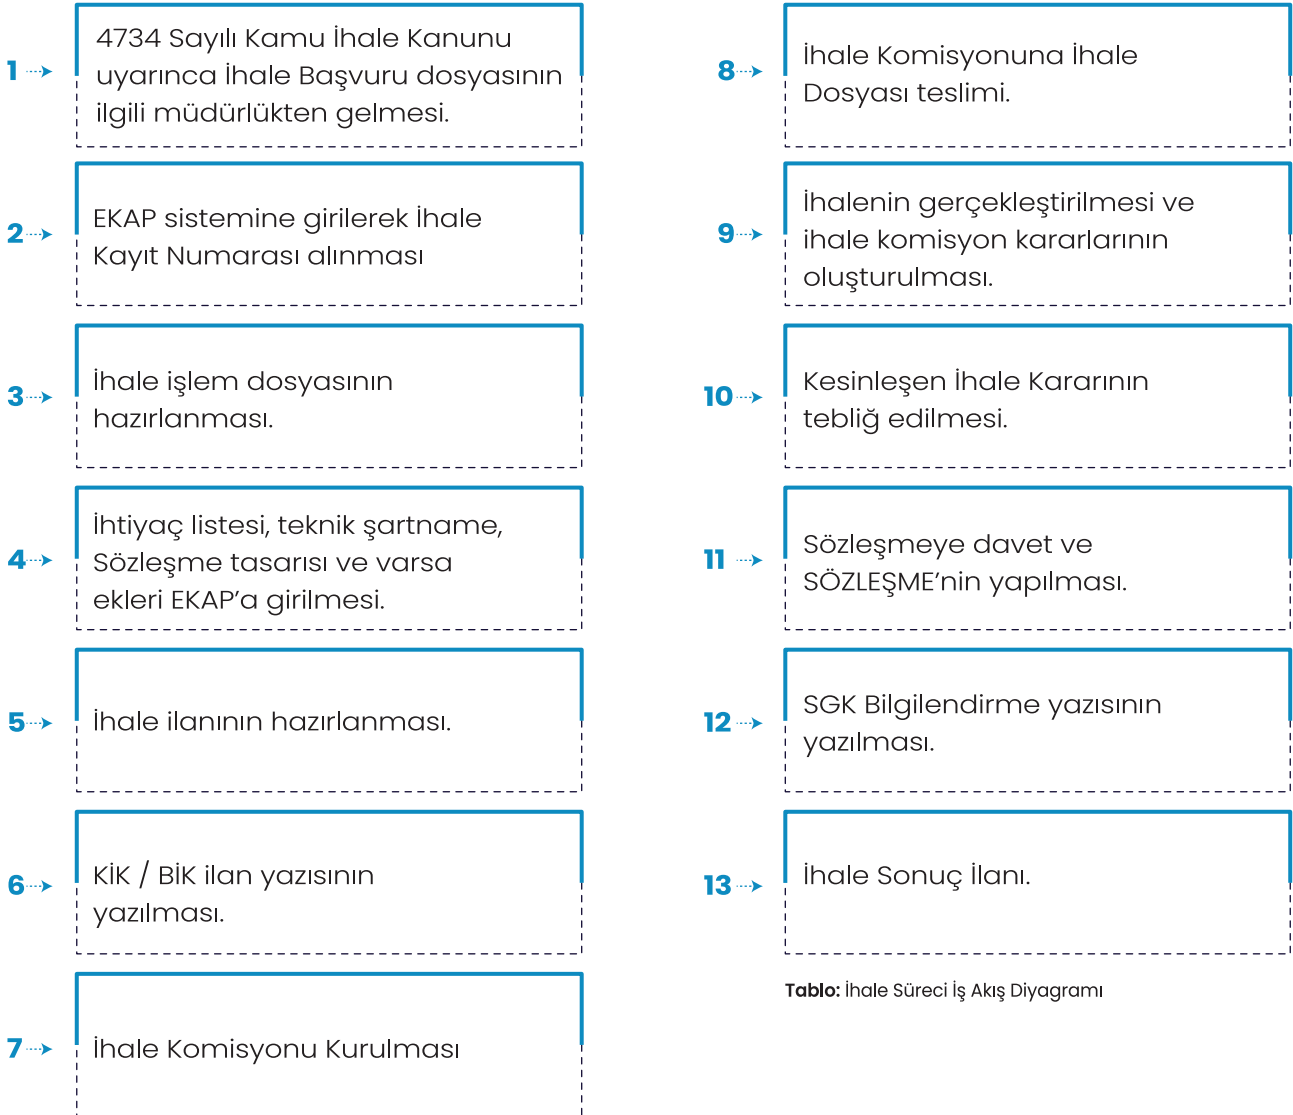 1
4734 Sayılı Kamu İhale Kanunu
uyarınca İhale Başvuru dosyasının
ilgili müdürlükten gelmesi.
2
EKAP sistemine girilerek İhale
Kayıt Numarası alınması
3
İhale işlem dosyasının
hazırlanması.
4
İhtiyaç listesi, teknik şartname,
Sözleşme tasarısı ve varsa
ekleri EKAP’a girilmesi.
5
İhale ilanının hazırlanması.
6
KİK / BİK ilan yazısının
yazılması.
7
İhale Komisyonu Kurulması
8
İhale Komisyonuna İhale
Dosyası teslimi.
9
İhalenin gerçekleştirilmesi ve
ihale komisyon kararlarının
oluşturulması.
10
Kesinleşen İhale Kararının
tebliğ edilmesi.
11
Sözleşmeye davet ve
SÖZLEŞME’nin yapılması.
12
SGK Bilgilendirme yazısının
yazılması.
13
İhale Sonuç İlanı.
Tablo: İhale Süreci İş Akış Diyagramı